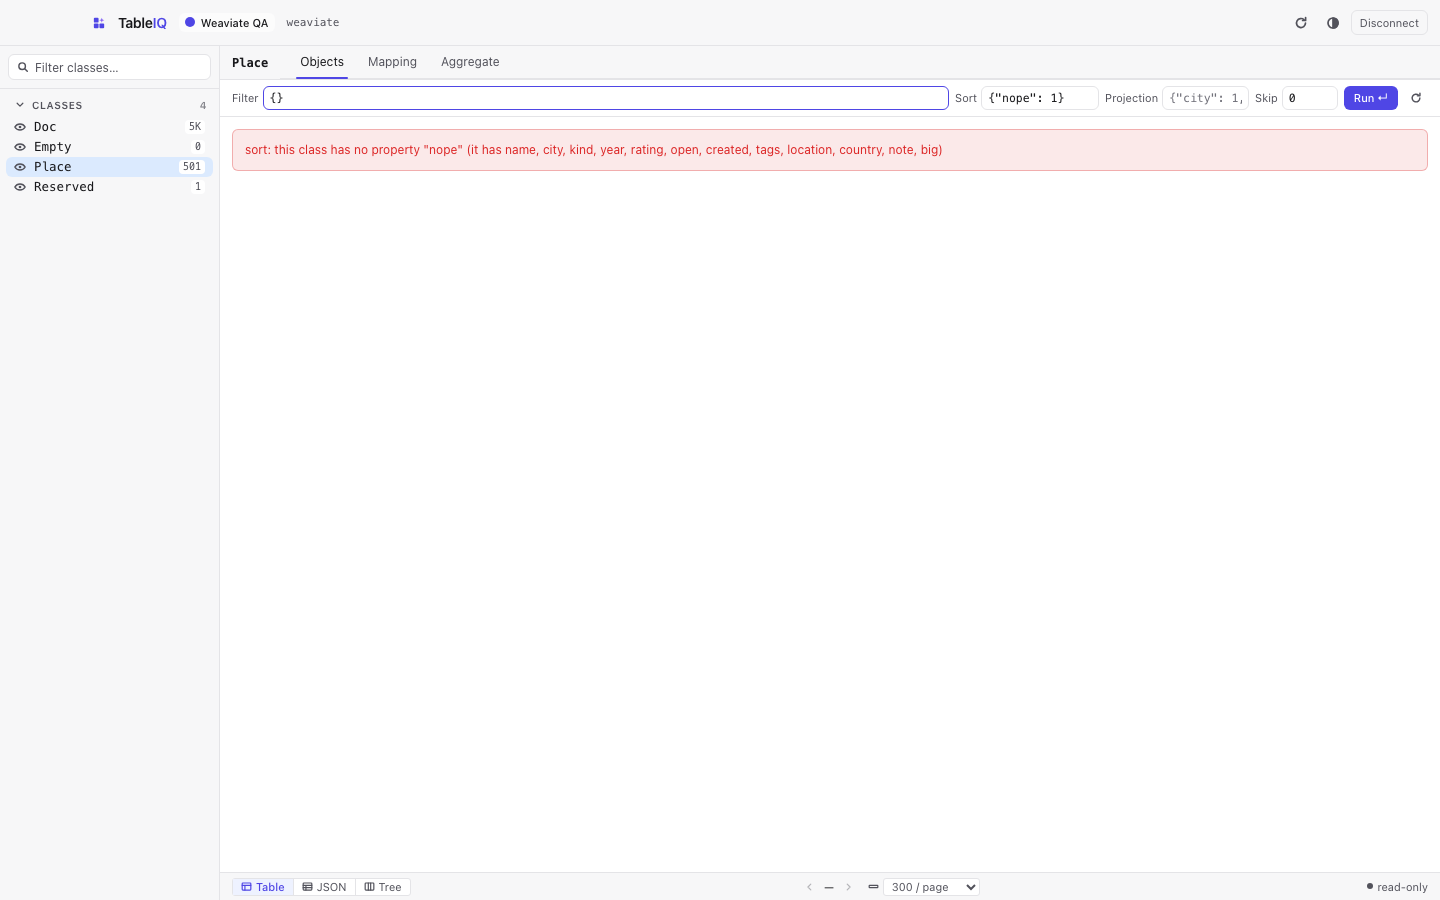 TableIQ Weaviate QA weaviate Disconnect
Filter classes...
CLASSES 4
Doc 5K
Empty 0
Place 501
Reserved 1
Place Objects Mapping Aggregate
Filter {} Sort {"nope": 1} Projection {"city": 1, Skip 0 Run ↵
sort: this class has no property "nope" (it has name, city, kind, year, rating, open, created, tags, location, country, note, big)
Table JSON Tree – 300 / page read-only